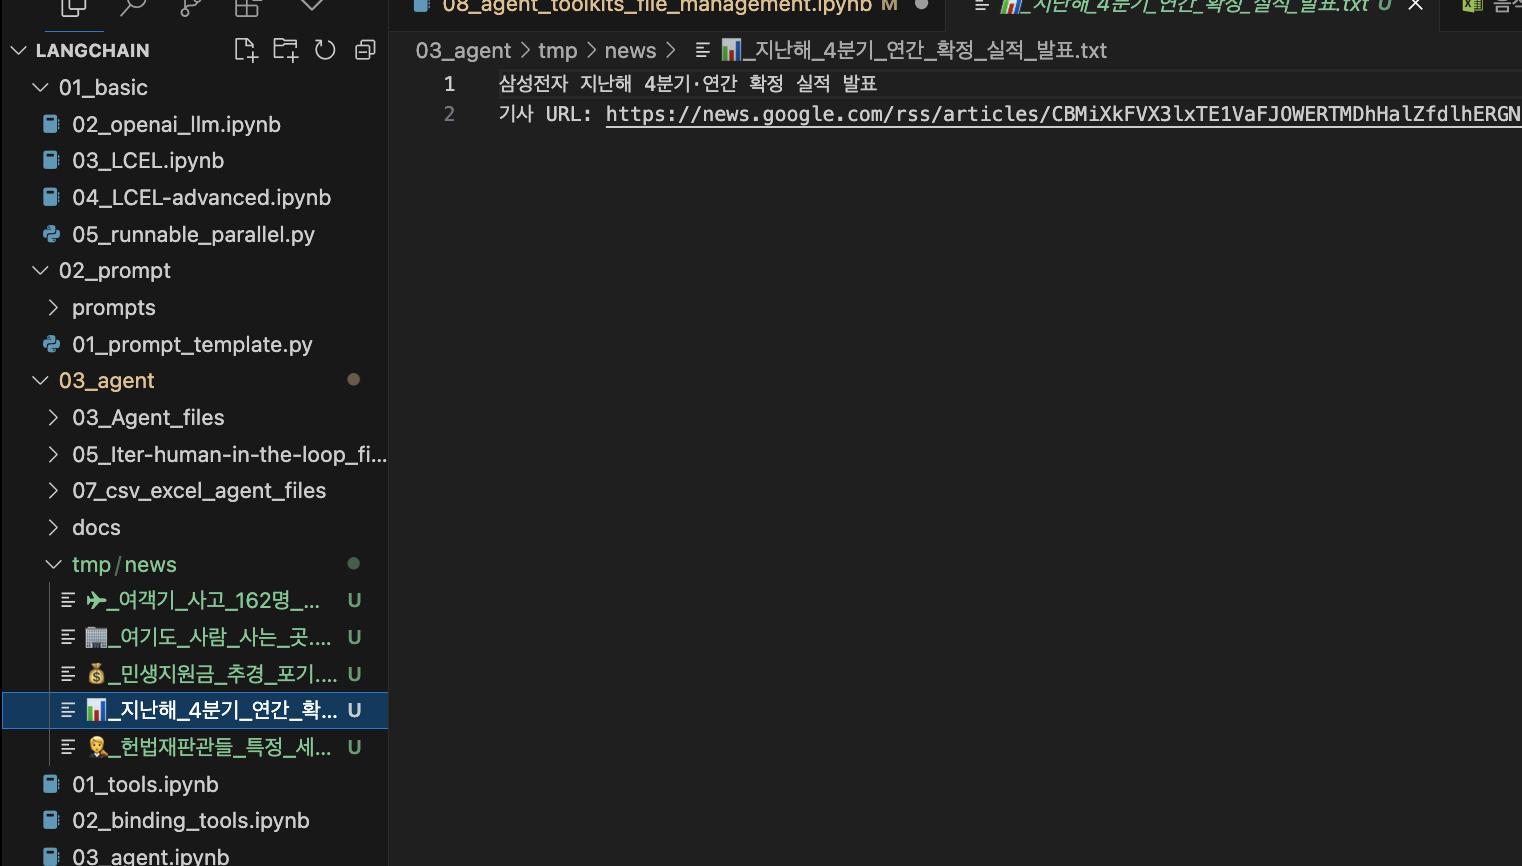 08_agent_toolkits_file_management.ipynb M
_지난해_4분기_연간_확정_실적_발표.txt U
LANGCHAIN
03_agent > tmp > news > _지난해_4분기_연간_확정_실적_발표.txt
01_basic
02_openai_llm.ipynb
03_LCEL.ipynb
04_LCEL-advanced.ipynb
05_runnable_parallel.py
02_prompt
prompts
01_prompt_template.py
03_agent
03_Agent_files
05_Iter-human-in-the-loop_fi...
07_csv_excel_agent_files
docs
tmp/news
✈_여객기_사고_162명_... U
🏢_여기도_사람_사는_곳.... U
💰_민생지원금_추경_포기.... U
📊_지난해_4분기_연간_확... U
_헌법재판관들_특정_세... U
01_tools.ipynb
02_binding_tools.ipynb
03_agent.ipynb
1 삼성전자 지난해 4분기·연간 확정 실적 발표
2 기사 URL: https://news.google.com/rss/articles/CBMiXkFVX3lxTE1VaFJOWERTMDhHalZfdlhERGN